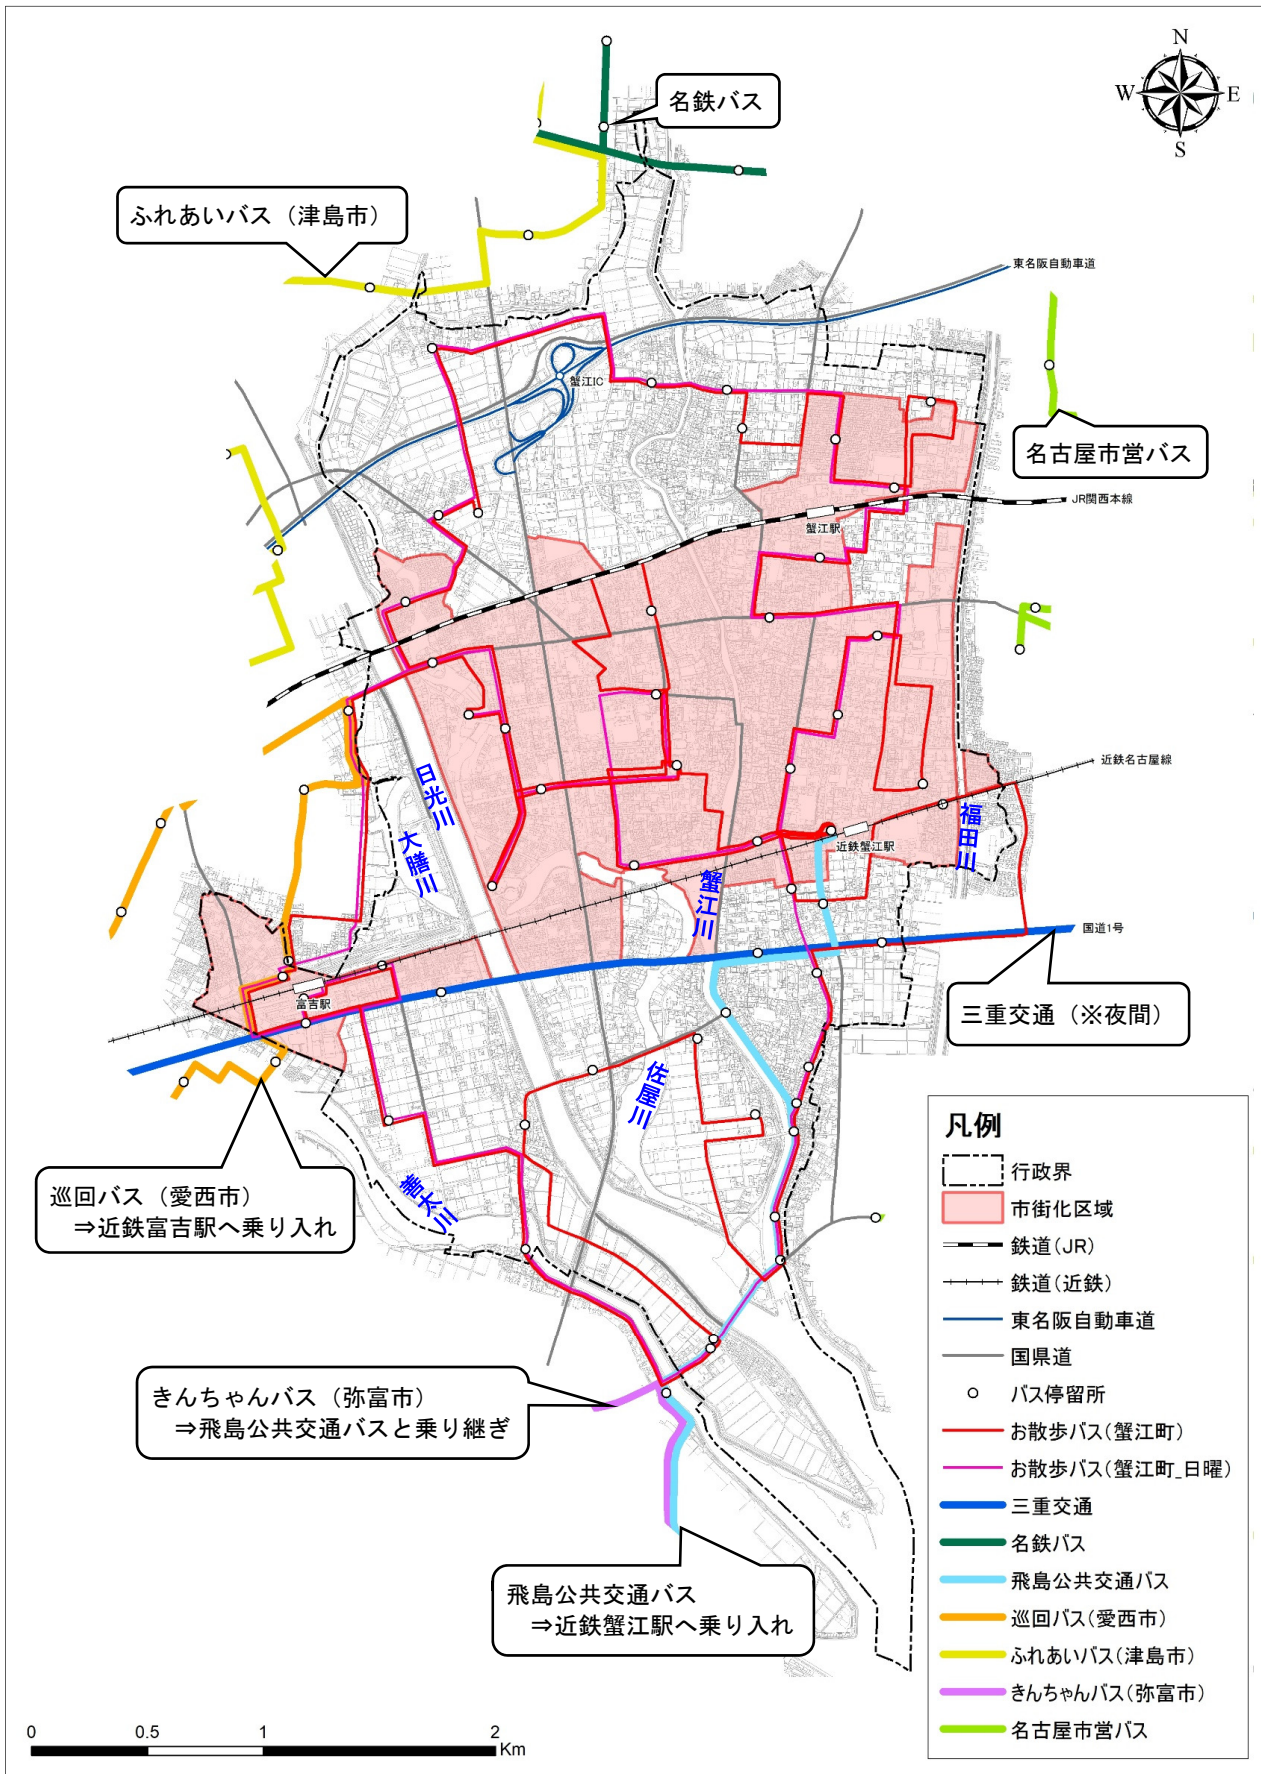 N
W
E
S
名鉄バス
ふれあいバス（津島市）
東名阪自動車道
蟹江IC
名古屋市営バス
JR関西本線
蟹江駅
近鉄名古屋線
日光川
大膳川
福田川
近鉄蟹江駅
蟹江川
国道1号
富吉駅
三重交通（※夜間）
佐屋川
善太川
巡回バス（愛西市）
⇒近鉄富吉駅へ乗り入れ
きんちゃんバス（弥富市）
⇒飛島公共交通バスと乗り継ぎ
飛島公共交通バス
⇒近鉄蟹江駅へ乗り入れ
凡例
行政界
市街化区域
鉄道(JR)
鉄道(近鉄)
東名阪自動車道
国県道
バス停留所
お散歩バス(蟹江町)
お散歩バス(蟹江町_日曜)
三重交通
名鉄バス
飛島公共交通バス
巡回バス(愛西市)
ふれあいバス(津島市)
きんちゃんバス(弥富市)
名古屋市営バス
0 0.5 1 2
Km